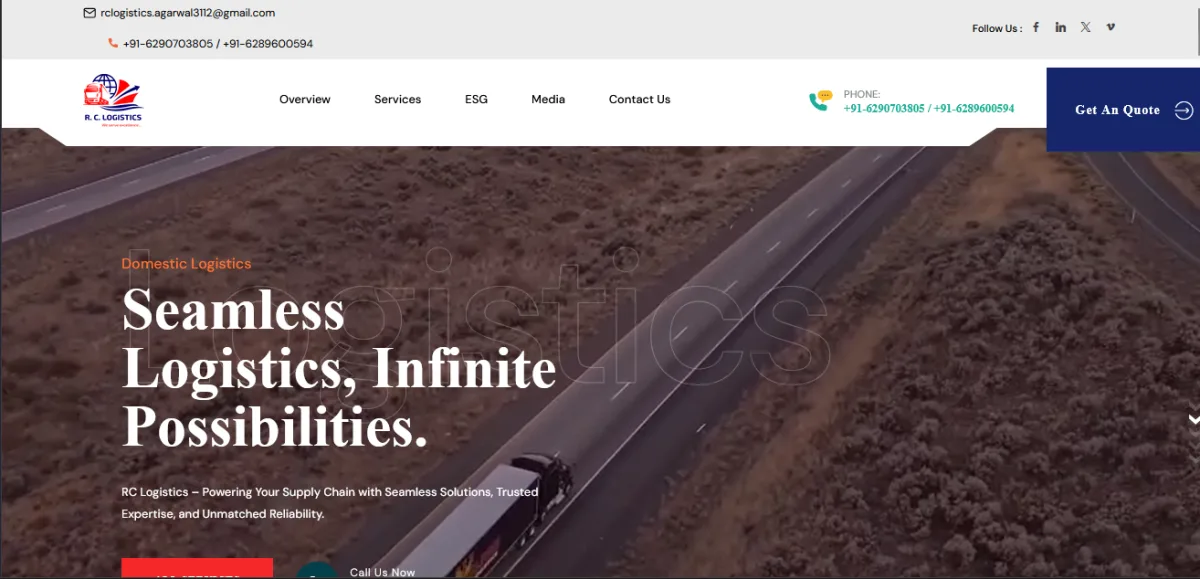 rclogistics.agarwal3112@gmail.com
+91-6290703805 / +91-6289600594
Follow Us :
R. C. LOGISTICS
Overview
Services
ESG
Media
Contact Us
PHONE:
+91-6290703805 / +91-6289600594
Get An Quote
Logistics
Domestic Logistics
Seamless
Logistics, Infinite
Possibilities.
RC Logistics – Powering Your Supply Chain with Seamless Solutions, Trusted
Expertise, and Unmatched Reliability.
Call Us Now